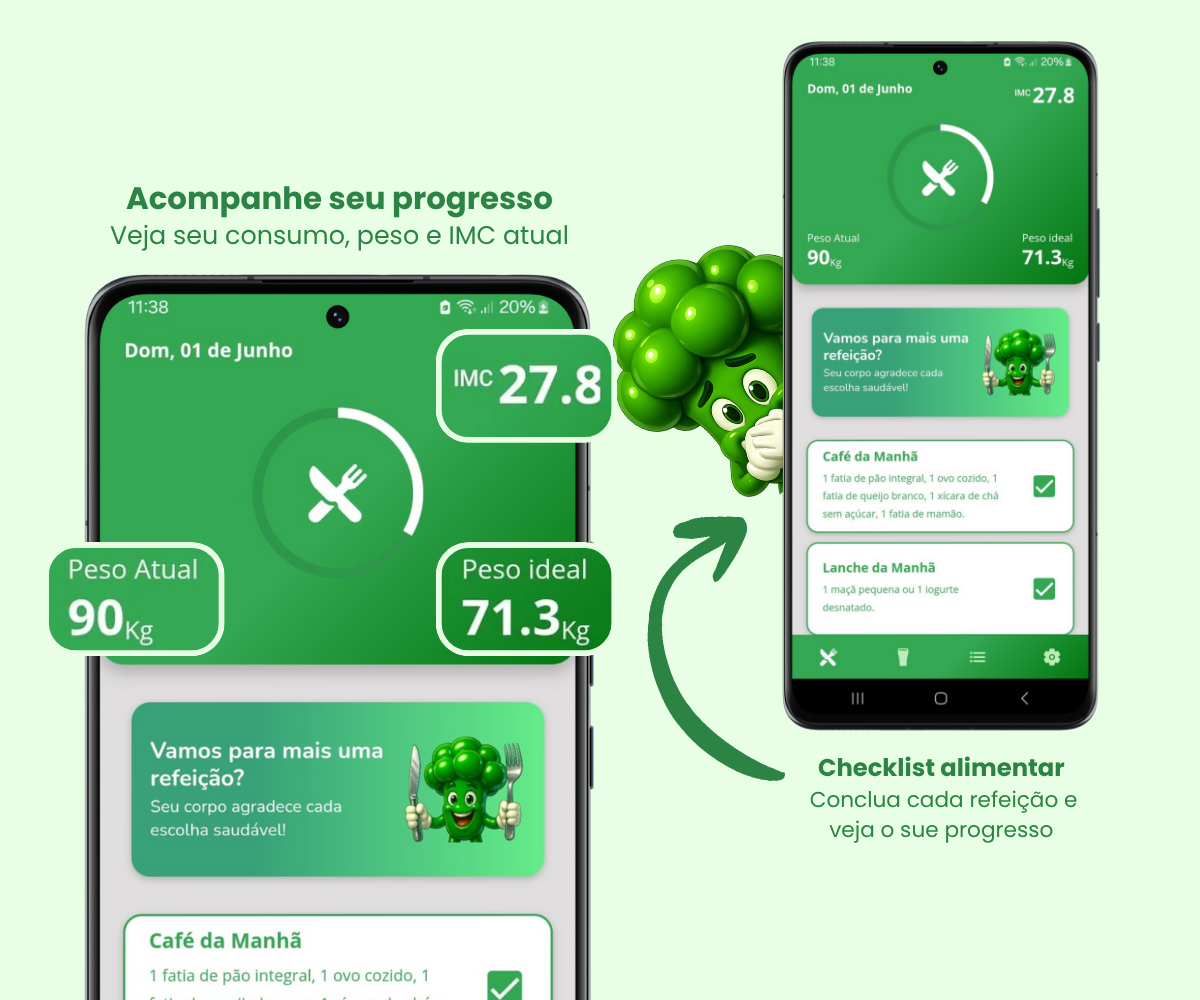 Acompanhe seu progresso
Veja seu consumo, peso e IMC atual
11:38
20%
Dom, 01 de Junho
IMC 27.8
Peso Atual
90Kg
Peso ideal
71.3Kg
Vamos para mais uma
refeição?
Seu corpo agradece cada
escolha saudável!
Café da Manhã
1 fatia de pão integral, 1 ovo cozido, 1
11:38
20%
Dom, 01 de Junho
IMC 27.8
Peso Atual
90Kg
Peso ideal
71.3Kg
Vamos para mais uma
refeição?
Seu corpo agradece cada
escolha saudável!
Café da Manhã
1 fatia de pão integral, 1 ovo cozido, 1
fatia de queijo branco, 1 xícara de chá
sem açúcar, 1 fatia de mamão.
Lanche da Manhã
1 maçã pequena ou 1 iogurte
desnatado.
Checklist alimentar
Conclua cada refeição e
veja o sue progresso